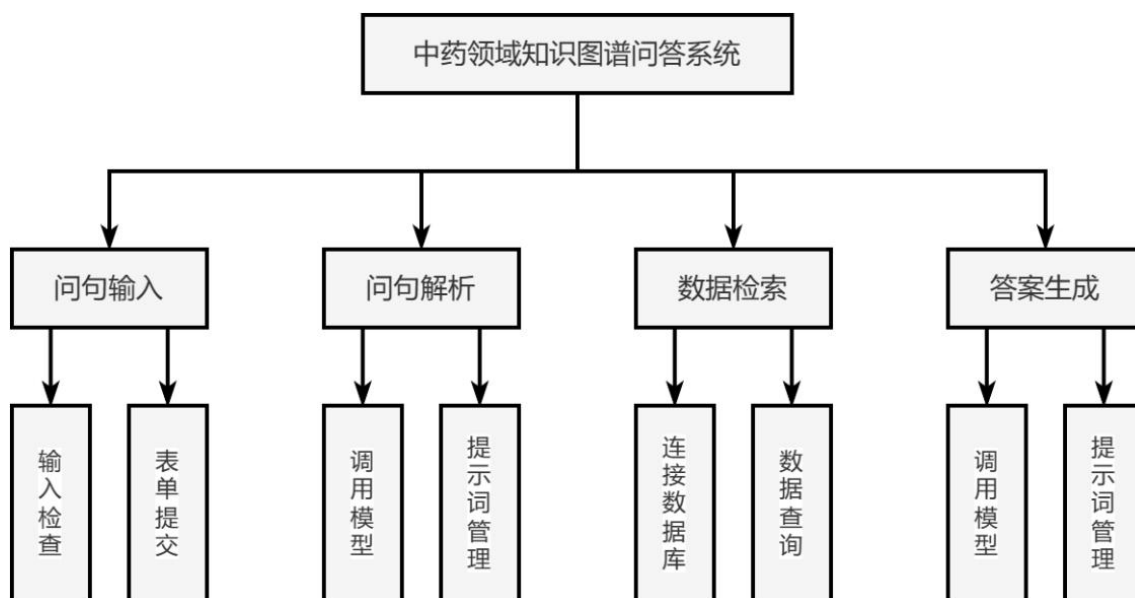 中药领域知识图谱问答系统
问句输入
问句解析
数据检索
答案生成
输入检查
表单提交
调用模型
提示词管理
连接数据库
数据查询
调用模型
提示词管理